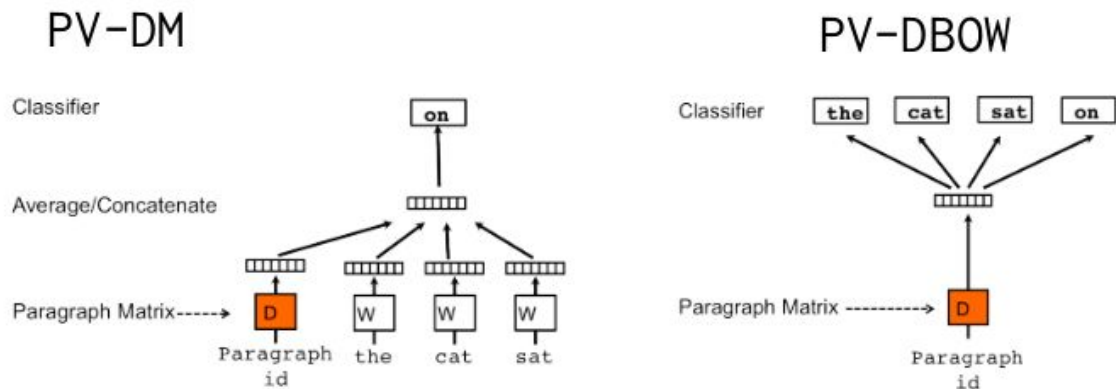 PV-DM
PV-DBOW
Classifier
on
Average/Concatenate
Paragraph Matrix
D
W
W
W
Paragraph id
the
cat
sat
Classifier
the
cat
sat
on
Paragraph Matrix
D
Paragraph
id